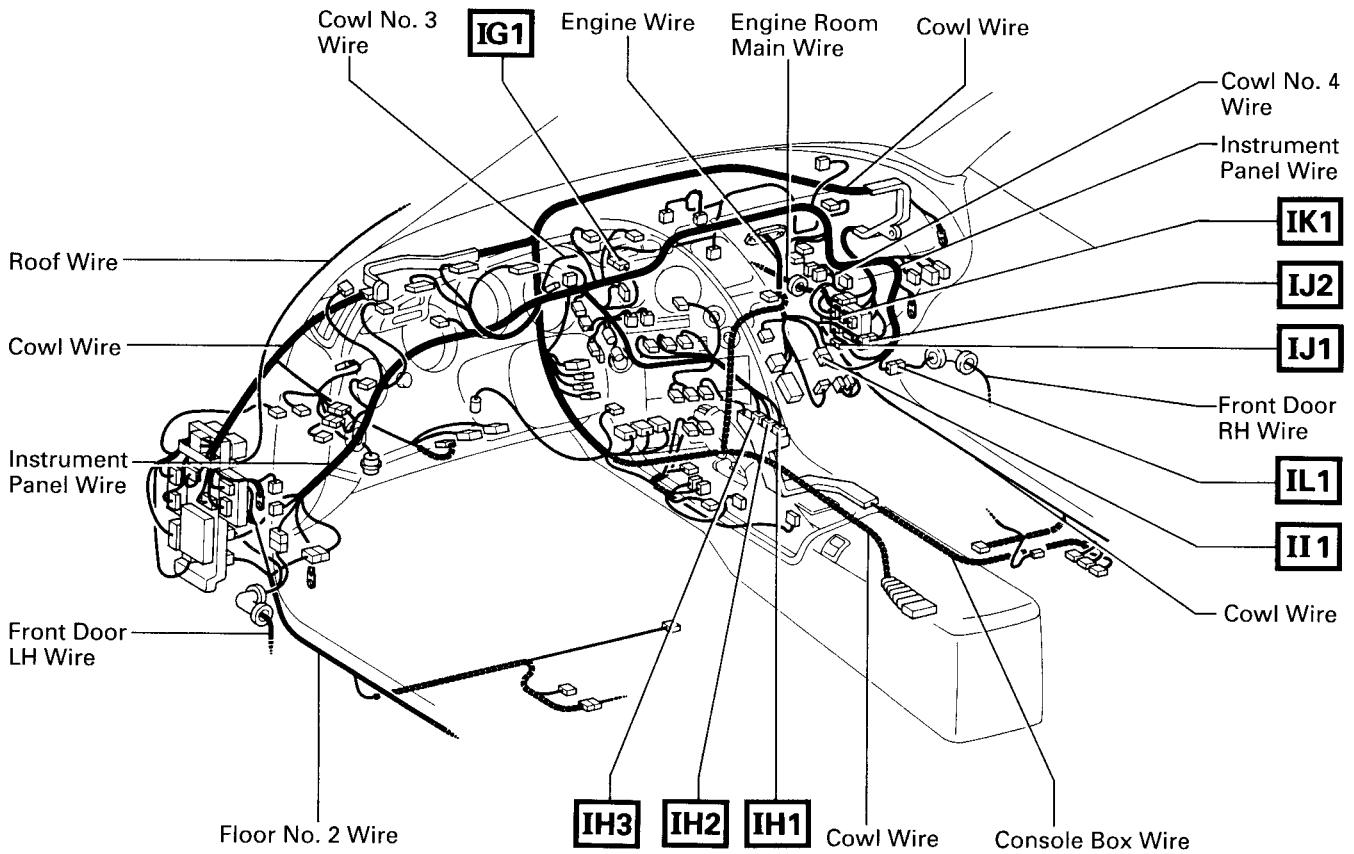 Cowl No. 3
Wire
IG1
Engine Wire
Engine Room
Main Wire
Cowl Wire
Cowl No. 4
Wire
Instrument
Panel Wire
IK1
IJ2
IJ1
Front Door
RH Wire
IL1
II1
Cowl Wire
Roof Wire
Cowl Wire
Instrument
Panel Wire
Front Door
LH Wire
Floor No. 2 Wire
IH3
IH2
IH1
Cowl Wire
Console Box Wire